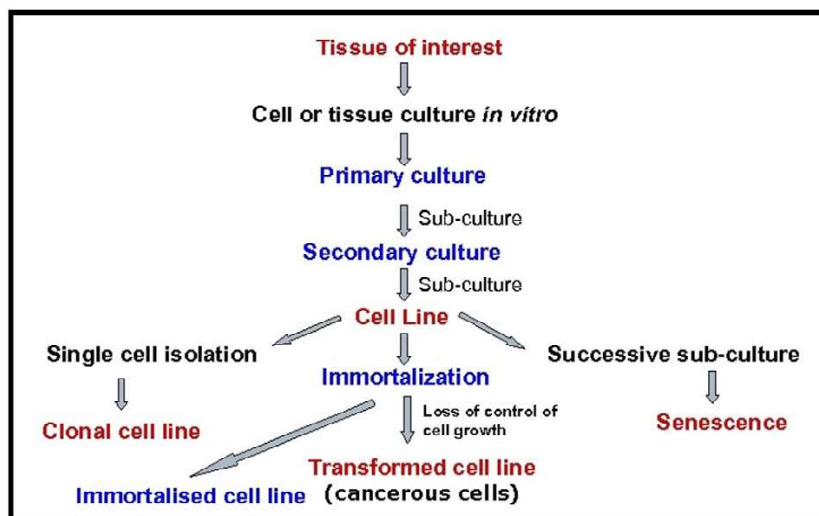 Tissue of interest
Cell or tissue culture in vitro
Primary culture
Sub-culture
Secondary culture
Sub-culture
Cell Line
Single cell isolation
Immortalization
Successive sub-culture
Clonal cell line
Loss of control of
cell growth
Senescence
Immortalised cell line
Transformed cell line
(cancerous cells)